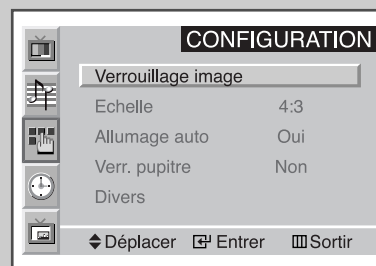 CONFIGURATION
Verrouillage image
Echelle 4:3
Allumage auto Oui
Verr. pupitre Non
Divers
Déplacer Entrer Sortir